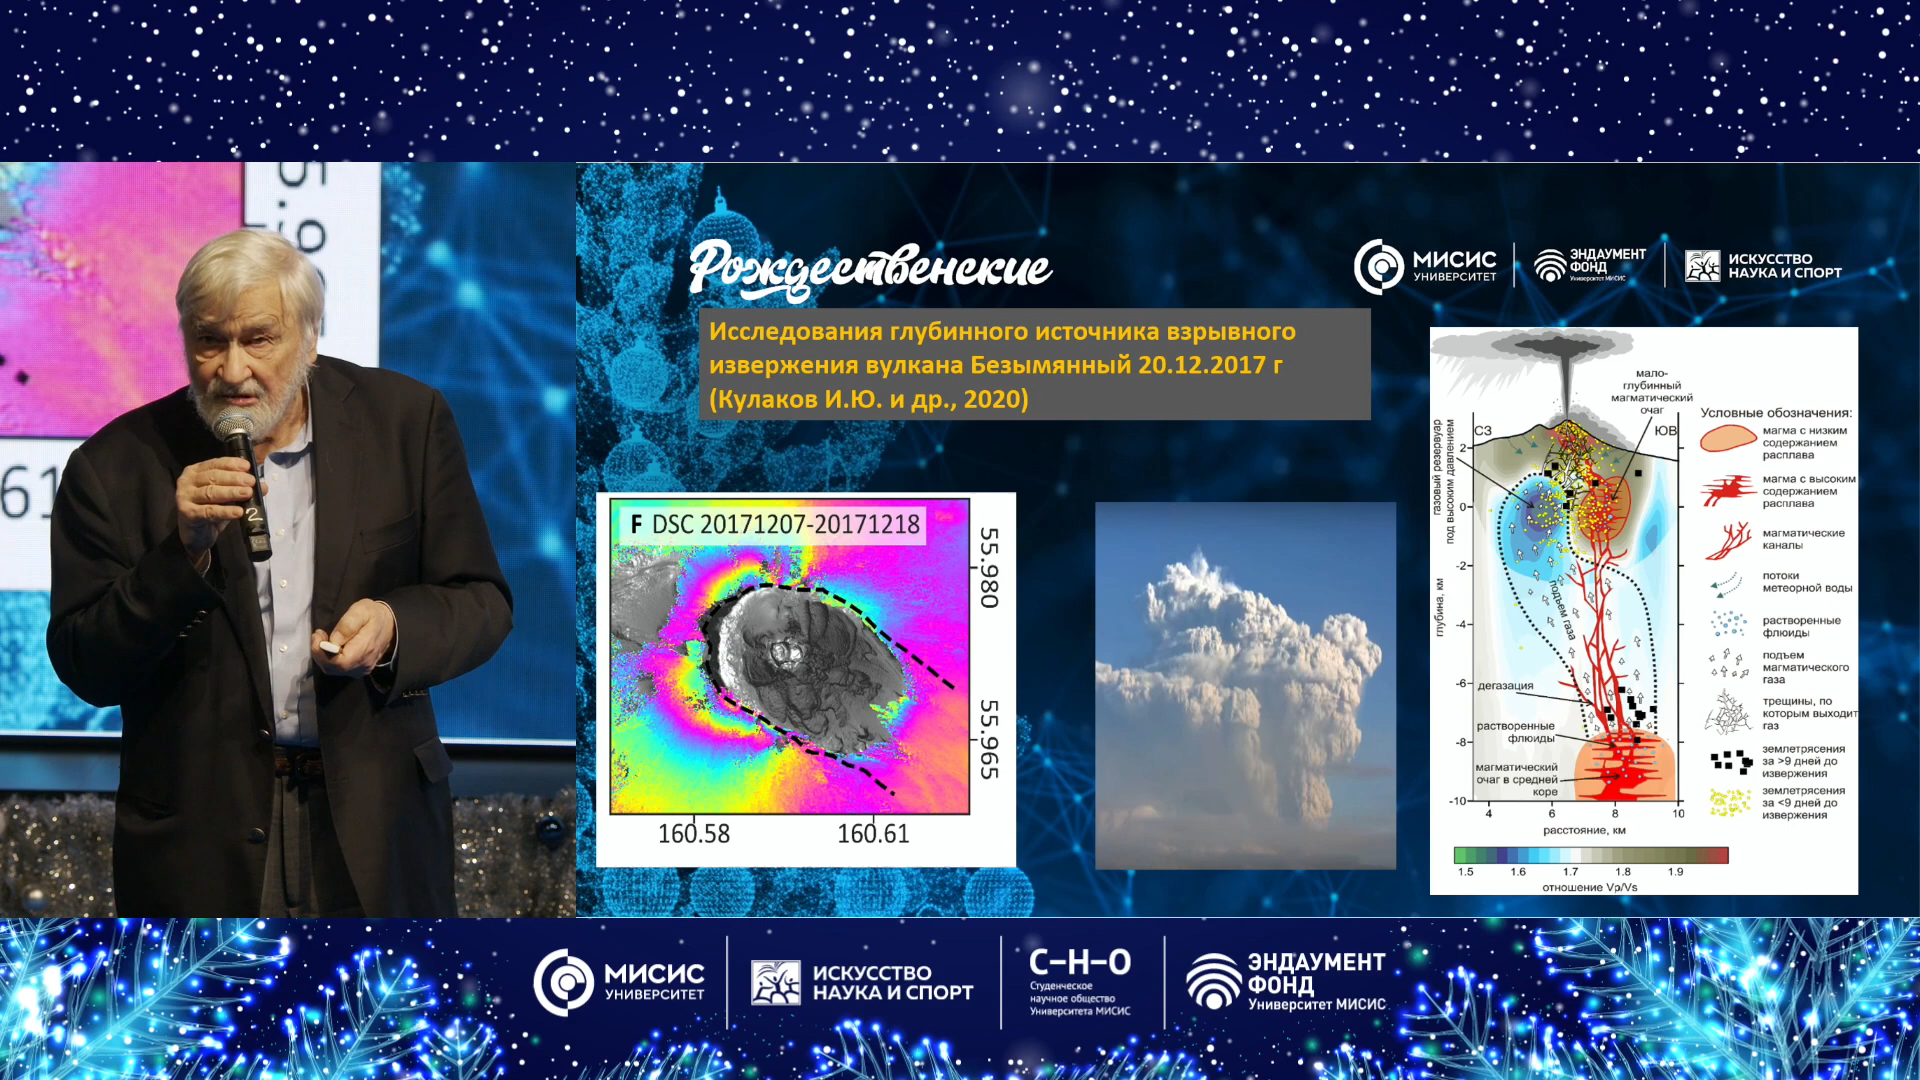 Рождественские
МИСИС
УНИВЕРСИТЕТ
ЭНДАУМЕНТ
ФОНД
Университет МИСИС
ИСКУССТВО
НАУКА И СПОРТ
Исследования глубинного источника взрывного
извержения вулкана Безымянный 20.12.2017 г
(Кулаков И.Ю. и др., 2020)
61
2
F DSC 20171207-20171218
55.980
55.965
160.58
160.61
мало-
глубинный
магматический
очаг
СЗ
ЮВ
газовый резервуар
под высоким давлением
глубина, км
2
0
-2
-4
-6
-8
-10
подъем газа
дегазация
растворенные
флюиды
магматический
очаг в средней
коре
4
6
8
10
расстояние, км
1.5
1.6
1.7
1.8
1.9
отношение Vp/Vs
Условные обозначения:
магма с низким
содержанием
расплава
магма с высоким
содержанием
расплава
магматические
каналы
потоки
метеорной воды
растворенные
флюиды
подъем
магматического
газа
трещины, по
которым выходит
газ
землетрясения
за >9 дней до
извержения
землетрясения
за <9 дней до
извержения
МИСИС
УНИВЕРСИТЕТ
ИСКУССТВО
НАУКА И СПОРТ
С–Н–О
Студенческое
научное общество
Университета МИСИС
ЭНДАУМЕНТ
ФОНД
Университет МИСИС